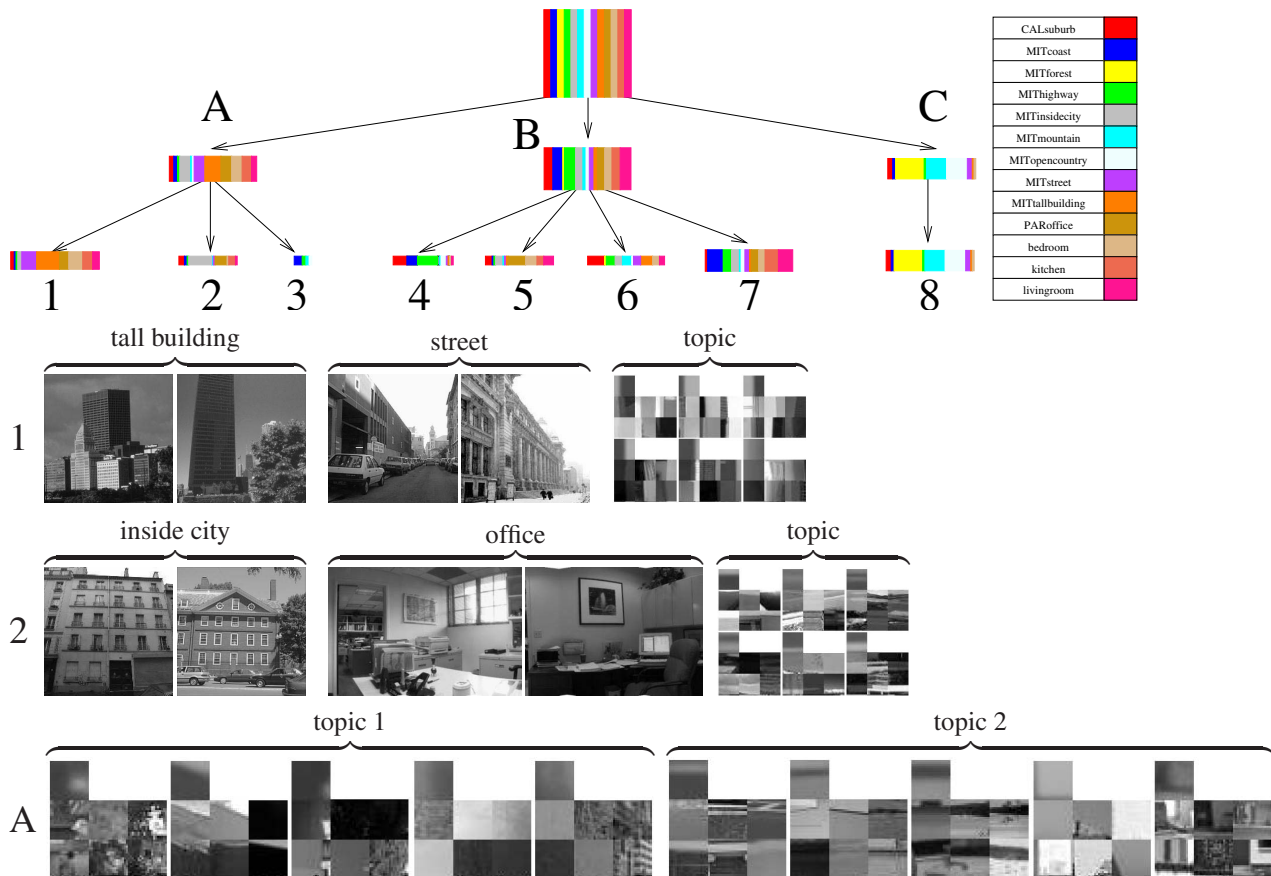 A
B
C
CALsuburb
MITcoast
MITforest
MIThighway
MITinsidecity
MITmountain
MITopencountry
MITstreet
MITtallbuilding
PARoffice
bedroom
kitchen
livingroom
1 2 3 4 5 6 7 8
tall building street topic
1
inside city office topic
2
topic 1 topic 2
A